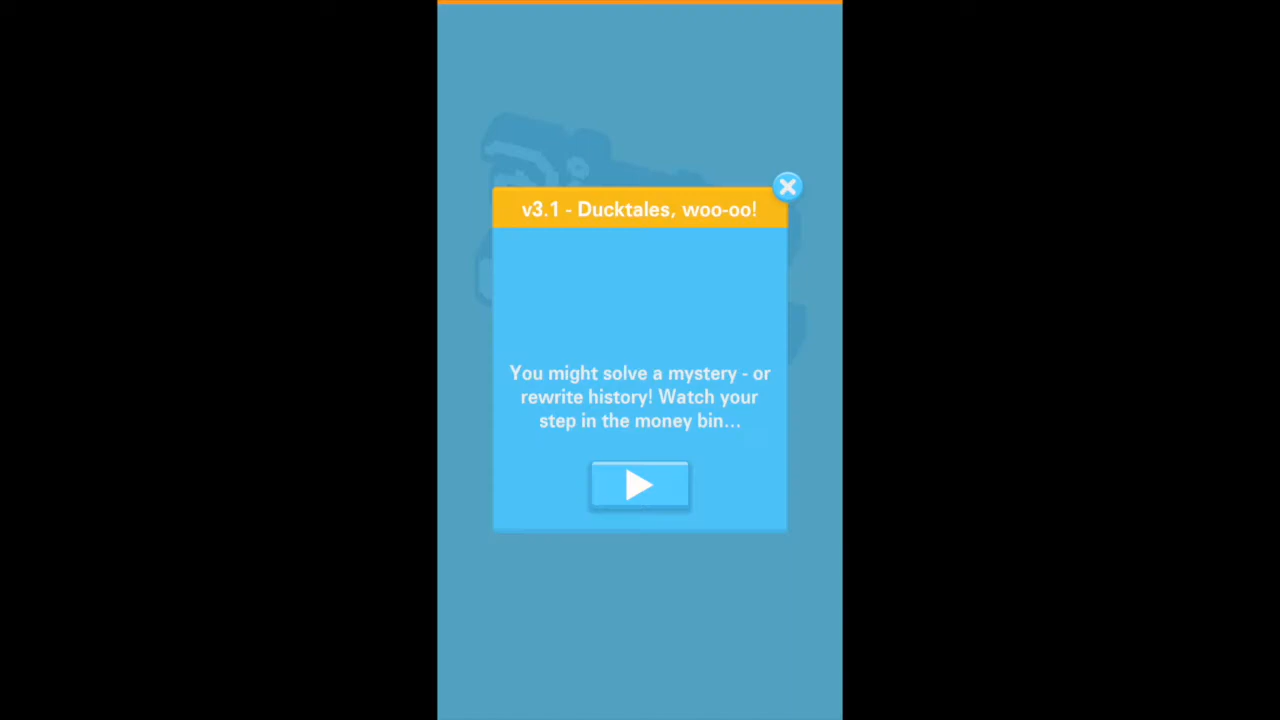 v3.1 - Ducktales, woo-oo!
You might solve a mystery - or
rewrite history! Watch your
step in the money bin...